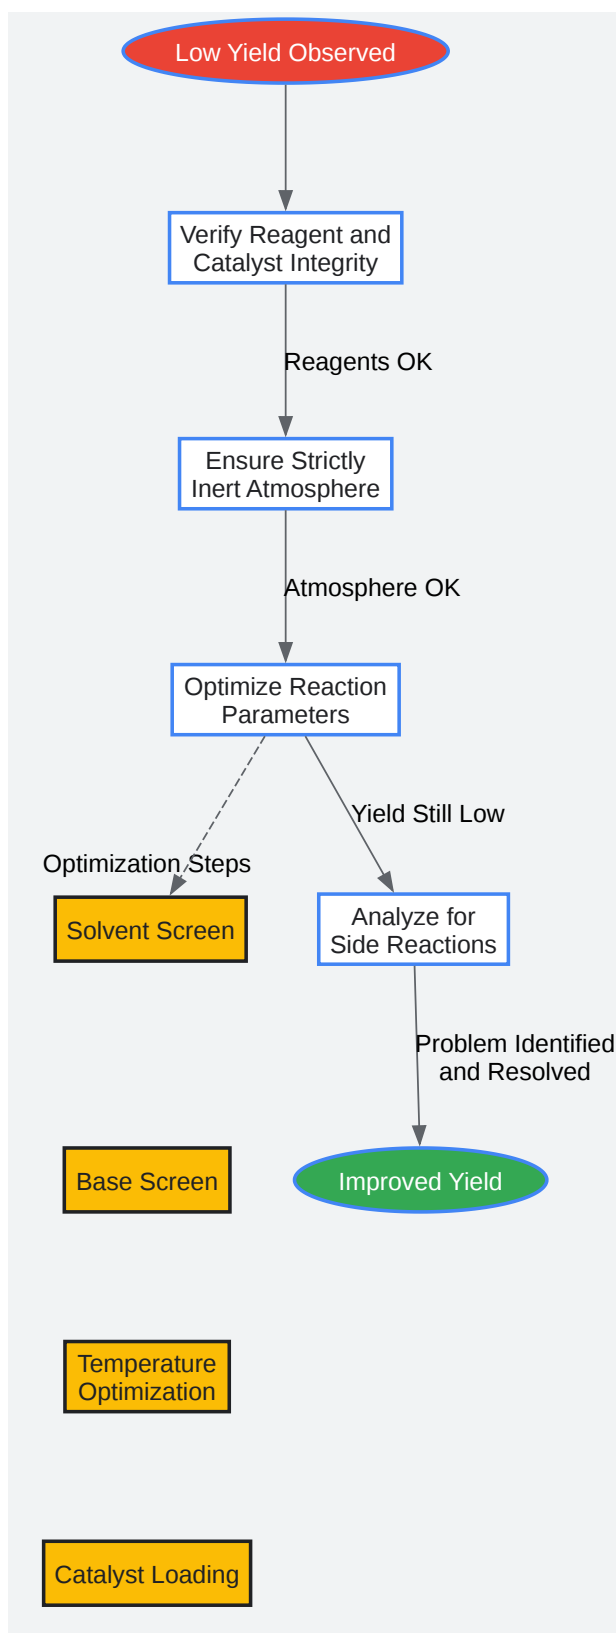 Low Yield Observed
Verify Reagent and
Catalyst Integrity
Reagents OK
Ensure Strictly
Inert Atmosphere
Atmosphere OK
Optimize Reaction
Parameters
Yield Still Low
Optimization Steps
Solvent Screen
Analyze for
Side Reactions
Problem Identified
and Resolved
Base Screen
Improved Yield
Temperature
Optimization
Catalyst Loading